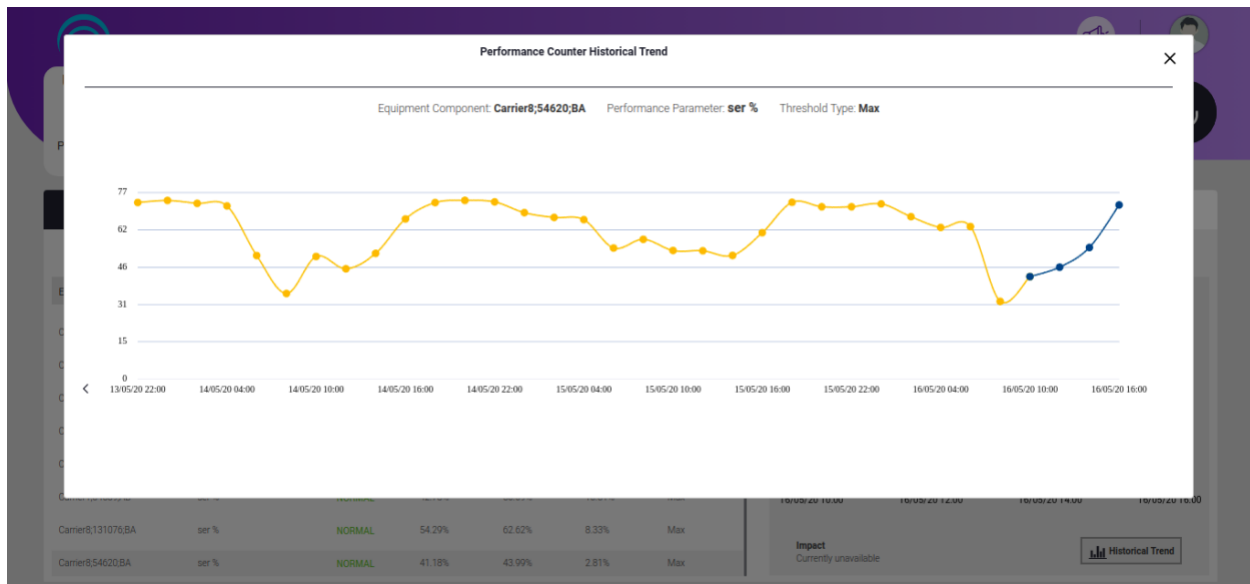 Performance Counter Historical Trend
Equipment Component: Carrier8;54620;BA Performance Parameter: ser % Threshold Type: Max
77
62
46
31
15
0
13/05/20 22:00 14/05/20 04:00 14/05/20 10:00 14/05/20 16:00 14/05/20 22:00 15/05/20 04:00 15/05/20 10:00 15/05/20 16:00 15/05/20 22:00 16/05/20 04:00 16/05/20 10:00 16/05/20 16:00
16/05/20 10:00 16/05/20 12:00 16/05/20 14:00 16/05/20 16:00
Carrier8;131076;BA ser % NORMAL 54.29% 62.62% 8.33% Max
Impact
Currently unavailable
Historical Trend
Carrier8;54620;BA ser % NORMAL 41.18% 43.99% 2.81% Max